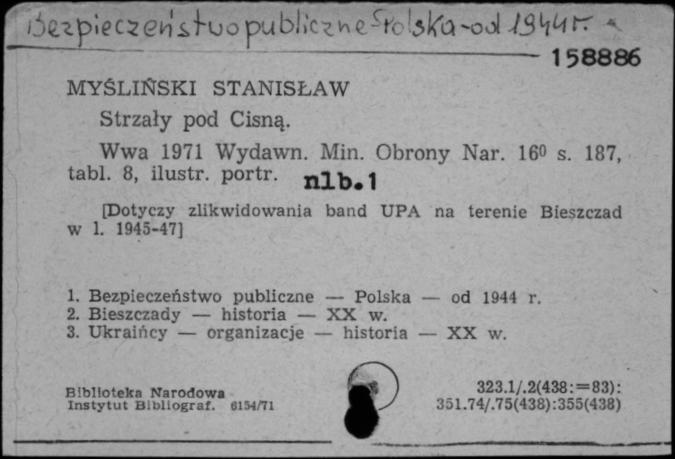 Bezpieczeństwo publiczne-Polska-od 1944r.
158886
MYŚLIŃSKI STANISŁAW
Strzały pod Cisną.
Wwa 1971 Wydawn. Min. Obrony Nar. 16⁰ s. 187,
tabl. 8, ilustr. portr. nlb.1
[Dotyczy zlikwidowania band UPA na terenie Bieszczad
w l. 1945-47]
1. Bezpieczeństwo publiczne — Polska — od 1944 r.
2. Bieszczady — historia — XX w.
3. Ukraińcy — organizacje — historia — XX w.
Biblioteka Narodowa
Instytut Bibliograf. 6154/71
323.1/.2(438:=83):
351.74/.75(438):355(438)